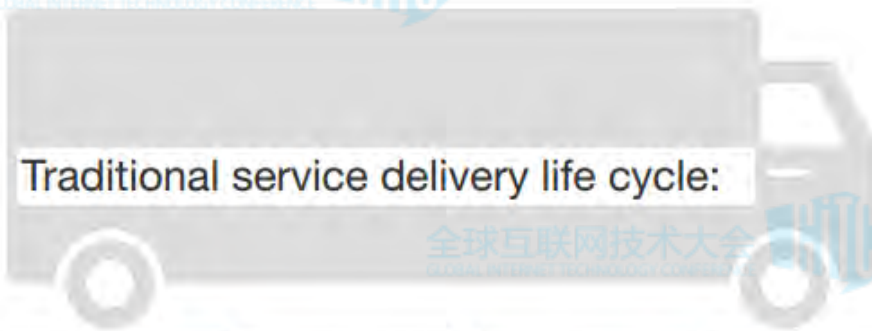 Traditional service delivery life cycle:
全球互联网技术大会
GLOBAL INTERNET TECHNOLOGY CONFERENCE